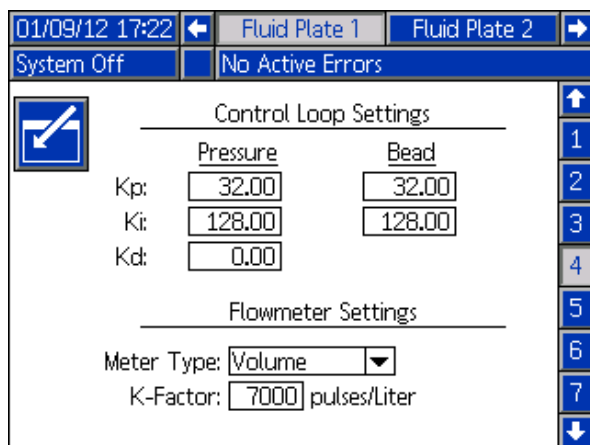 01/09/12 17:22 Fluid Plate 1 Fluid Plate 2
System Off No Active Errors
Control Loop Settings
Pressure Bead
Kp: 32.00 32.00
Ki: 128.00 128.00
Kd: 0.00
Flowmeter Settings
Meter Type: Volume
K-Factor: 7000 pulses/Liter
1
2
3
4
5
6
7